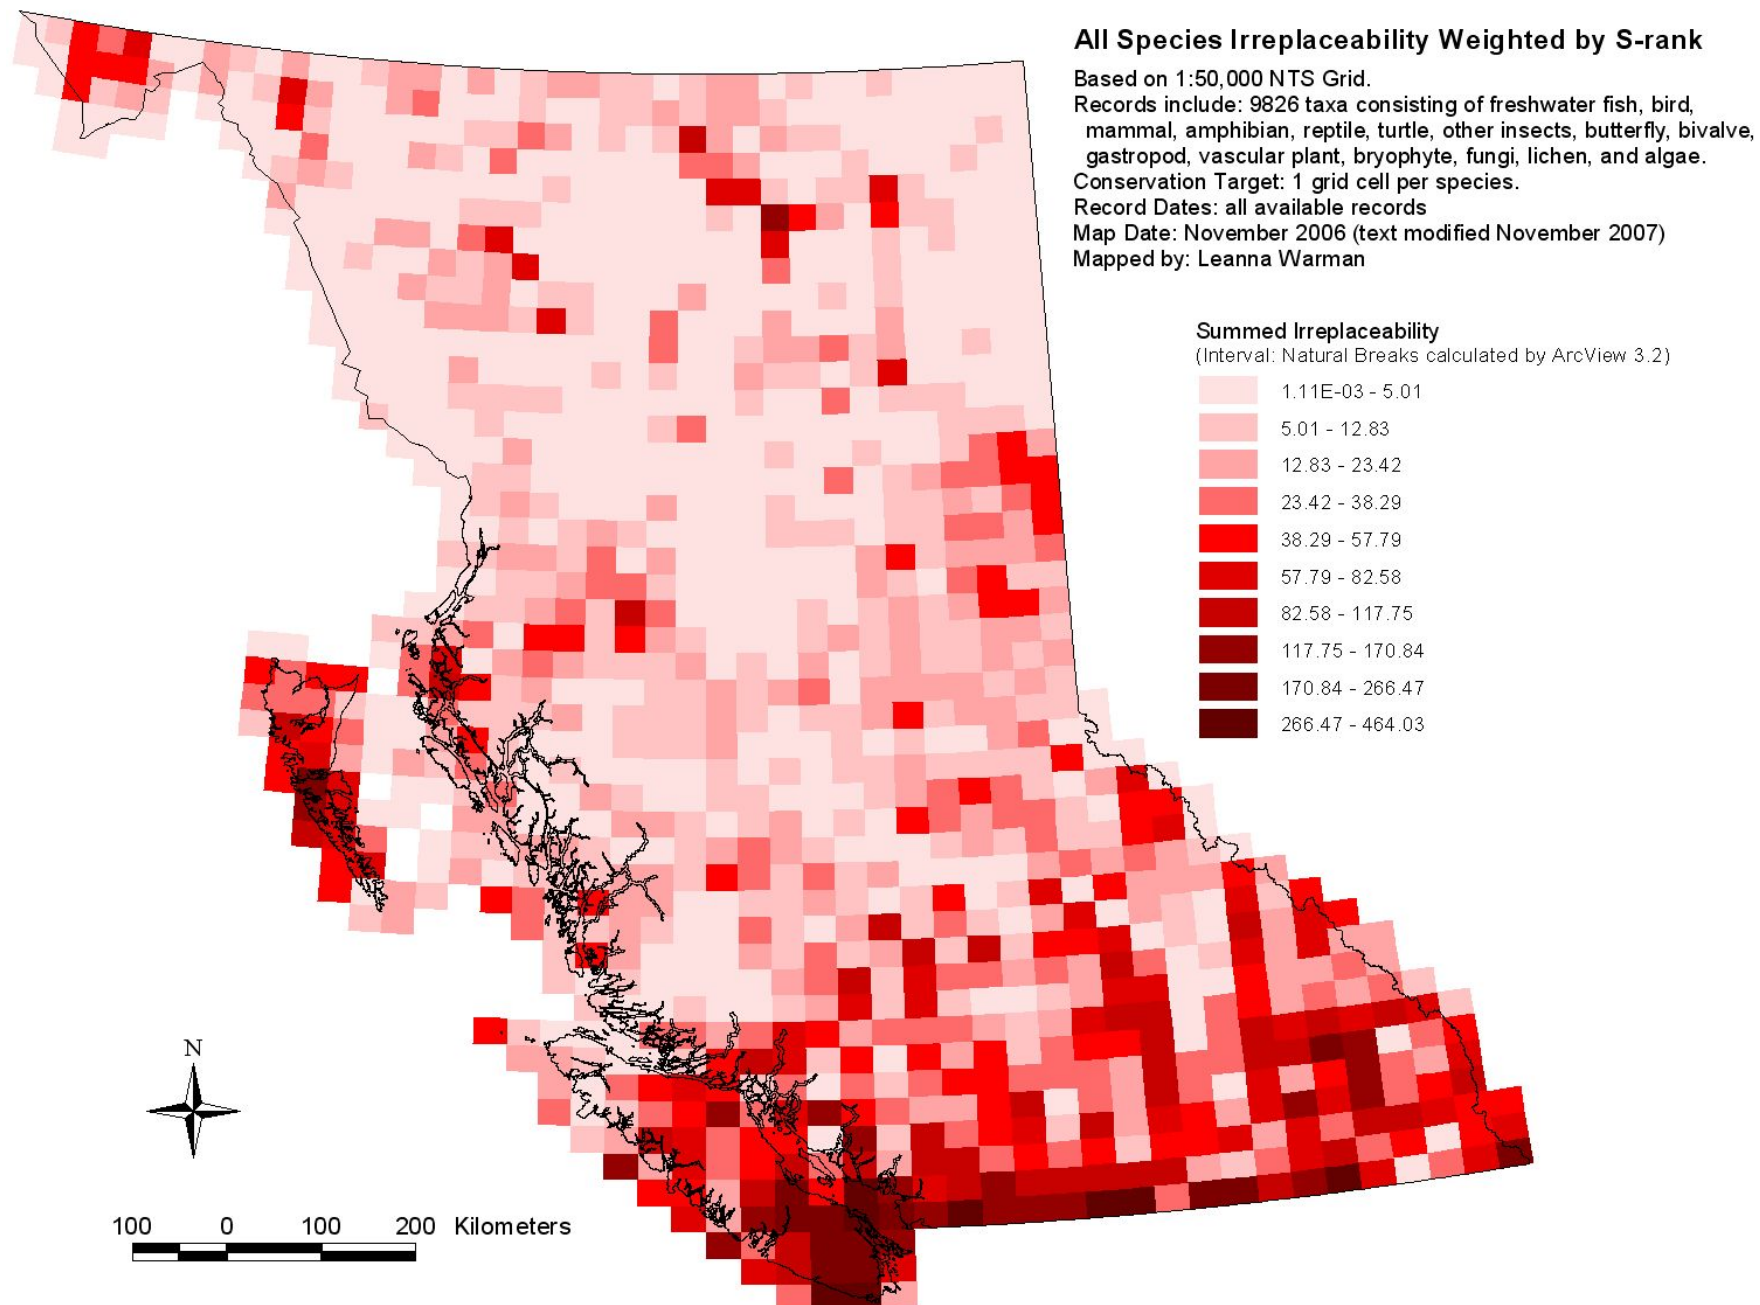 All Species Irreplaceability Weighted by S-rank
Based on 1:50,000 NTS Grid.
Records include: 9826 taxa consisting of freshwater fish, bird,
mammal, amphibian, reptile, turtle, other insects, butterfly, bivalve,
gastropod, vascular plant, bryophyte, fungi, lichen, and algae.
Conservation Target: 1 grid cell per species.
Record Dates: all available records
Map Date: November 2006 (text modified November 2007)
Mapped by: Leanna Warman
Summed Irreplaceability
(Interval: Natural Breaks calculated by ArcView 3.2)
1.11E-03 - 5.01
5.01 - 12.83
12.83 - 23.42
23.42 - 38.29
38.29 - 57.79
57.79 - 82.58
82.58 - 117.75
117.75 - 170.84
170.84 - 266.47
266.47 - 464.03
N
100 0 100 200 Kilometers